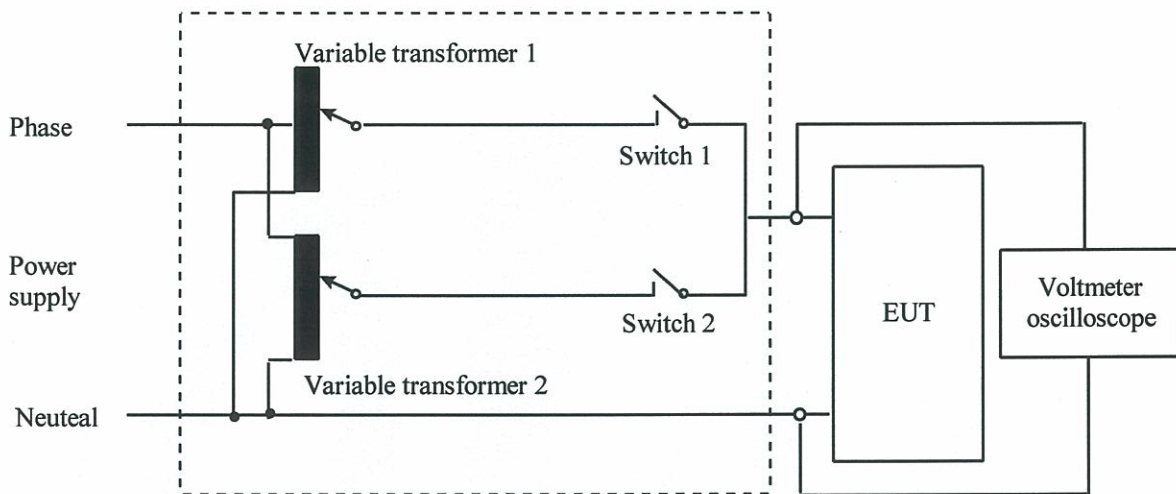 Variable transformer 1
Phase
Switch 1
Power
supply
Switch 2
EUT
Voltmeter
oscilloscope
Variable transformer 2
Neuteal